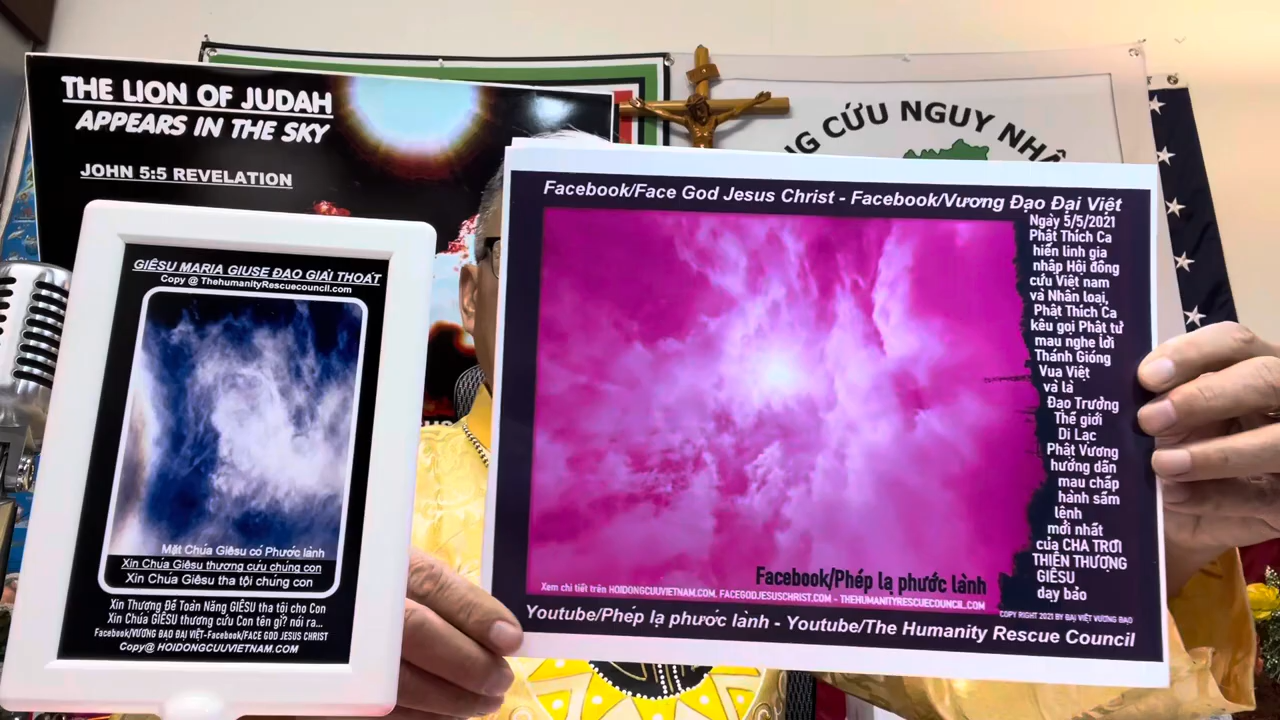 THE LION OF JUDAH
APPEARS IN THE SKY
JOHN 5:5 REVELATION
CỨU NGUY
GIÊSU MARIA GIUSE ĐẠO GIẢI THOÁT
Copy @ ThehumanityRescuecouncil.com
Mặt Chúa Giêsu có Phước lành
Xin Chúa Giêsu thương cứu chúng con
Xin Chúa Giêsu tha tội chúng con
Xin Thượng Đế Toàn Năng GIÊSU tha tội cho Con
Xin Chúa GIÊSU thương cứu Con tên gì? nói ra...
Facebook/VƯƠNG ĐẠO ĐẠI VIỆT-Facebook/FACE GOD JESUS CHRIST
Copy@ HOIDONGCUUVIETNAM.COM
Facebook/Face God Jesus Christ - Facebook/Vương Đạo Đại Việt
Ngày 5/5/2021
Phật Thích Ca
hiển linh gia
nhập Hội đồng
cứu Việt nam
và Nhân loại,
Phật Thích Ca
kêu gọi Phật tử
mau nghe lời
Thánh Gióng
Vua Việt
và là
Đạo Trưởng
Thế giới
Di Lạc
Phật Vương
hướng dẫn
mau chấp
hành sấm
lệnh
mới nhất
của CHA TRỜI
THIÊN THƯỢNG
GIÊSU
dạy bảo
Facebook/Phép lạ phước lành
Xem chi tiết trên HOIDONGCUUVIETNAM.COM, FACEGODJESUSCHRIST.COM - THEHUMANITYRESCUECOUNCIL.COM
COPY RIGHT 2021 BY ĐẠI VIỆT VƯƠNG ĐẠO
Youtube/Phép lạ phước lành - Youtube/The Humanity Rescue Council